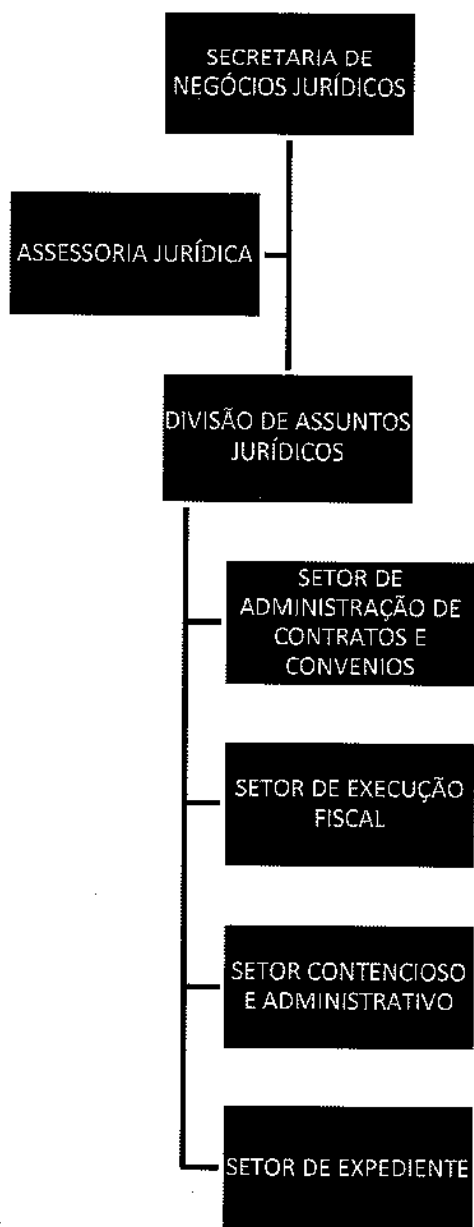 SECRETARIA DE
NEGÓCIOS JURÍDICOS
ASSESSORIA JURÍDICA
DIVISÃO DE ASSUNTOS
JURÍDICOS
SETOR DE
ADMINISTRAÇÃO DE
CONTRATOS E
CONVENIOS
SETOR DE EXECUÇÃO
FISCAL
SETOR CONTENCIOSO
E ADMINISTRATIVO
SETOR DE EXPEDIENTE